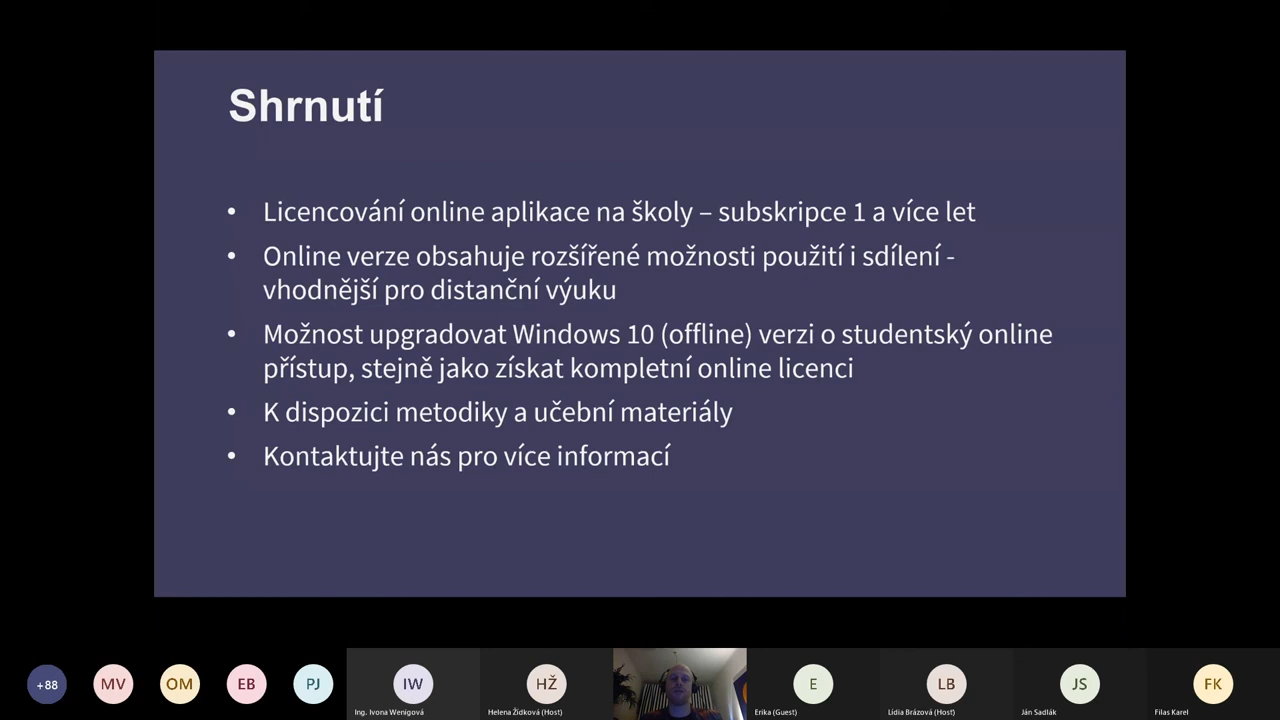 Shrnutí
• Licencování online aplikace na školy – subskripce 1 a více let
• Online verze obsahuje rozšířené možnosti použití i sdílení -
vhodnější pro distanční výuku
• Možnost upgradovat Windows 10 (offline) verzi o studentský online
přístup, stejně jako získat kompletní online licenci
• K dispozici metodiky a učební materiály
• Kontaktujte nás pro více informací
+88 MV OM EB PJ IW HŽ E LB JS FK
Ing. Ivona Wenigová Helena Žídková (Host) Erika (Guest) Lídia Brázová (Hosť) Ján Sadlák Filas Karel